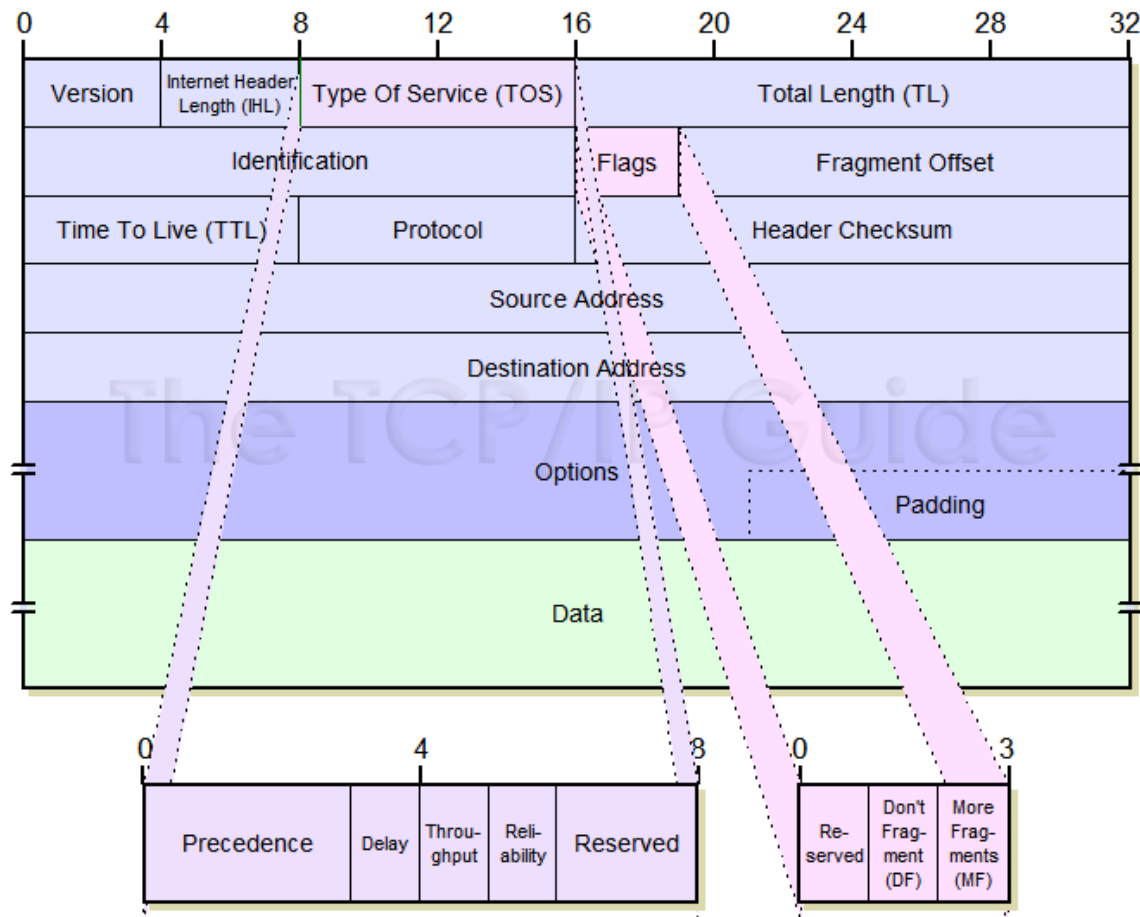 0 4 8 12 16 20 24 28 32
Version
Internet Header
Length (IHL)
Type Of Service (TOS)
Total Length (TL)
Identification
Flags
Fragment Offset
Time To Live (TTL)
Protocol
Header Checksum
Source Address
Destination Address
The TCP/IP Guide
Options
Padding
Data
0 4 8
Precedence
Delay
Throu-
ghput
Reli-
ability
Reserved
0 3
Re-
served
Don't
Frag-
ment
(DF)
More
Frag-
ments
(MF)